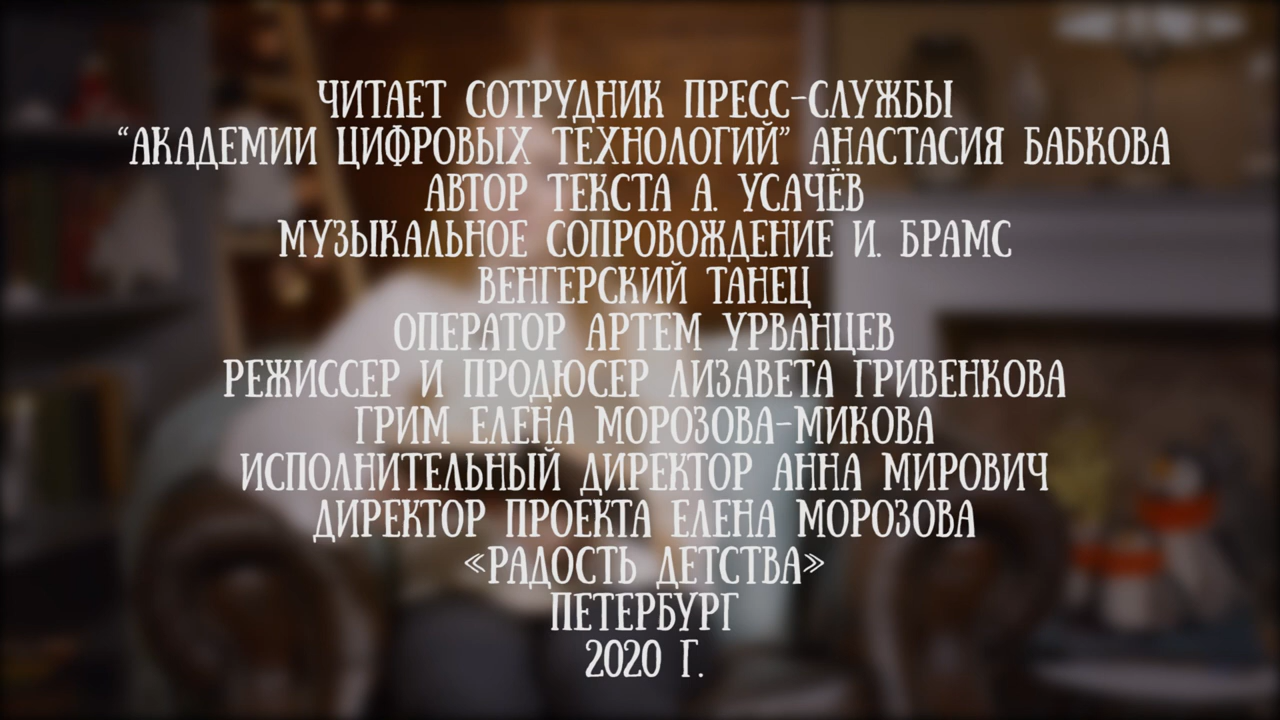 ЧИТАЕТ СОТРУДНИК ПРЕСС-СЛУЖБЫ
“АКАДЕМИИ ЦИФРОВЫХ ТЕХНОЛОГИЙ” АНАСТАСИЯ БАБКОВА
АВТОР ТЕКСТА А. УСАЧЁВ
МУЗЫКАЛЬНОЕ СОПРОВОЖДЕНИЕ И. БРАМС
ВЕНГЕРСКИЙ ТАНЕЦ
ОПЕРАТОР АРТЕМ УРВАНЦЕВ
РЕЖИССЕР И ПРОДЮСЕР ЛИЗАВЕТА ГРИВЕНКОВА
ГРИМ ЕЛЕНА МОРОЗОВА-МИКОВА
ИСПОЛНИТЕЛЬНЫЙ ДИРЕКТОР АННА МИРОВИЧ
ДИРЕКТОР ПРОЕКТА ЕЛЕНА МОРОЗОВА
«РАДОСТЬ ДЕТСТВА»
ПЕТЕРБУРГ
2020 Г.